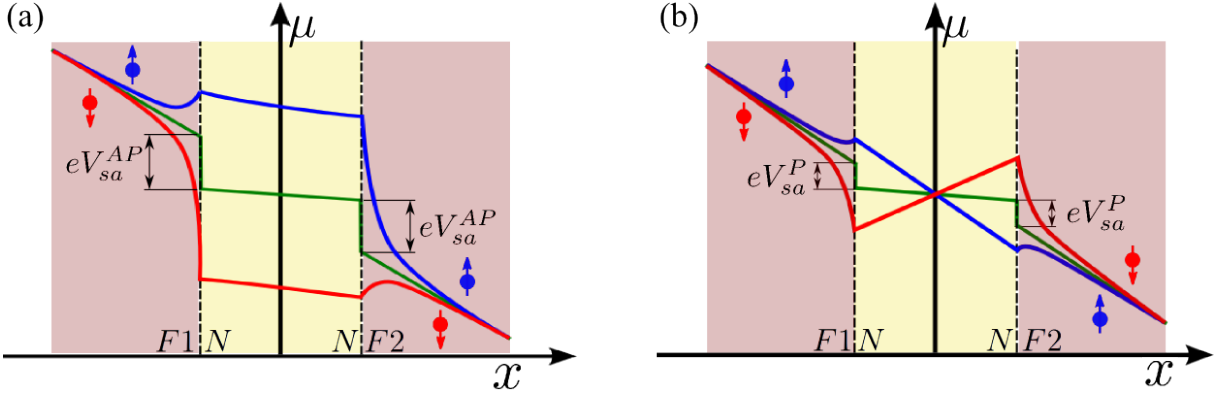 (a)
μ
eV_{sa}^{AP}
eV_{sa}^{AP}
F1 N N F2
x
(b)
μ
eV_{sa}^{P}
eV_{sa}^{P}
F1 N N F2
x